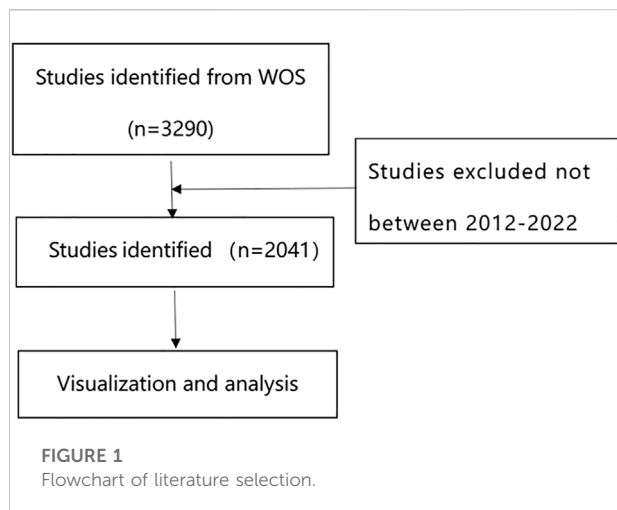 Studies identified from WOS
(n=3290)
Studies excluded not
between 2012-2022
Studies identified （n=2041)
Visualization and analysis
FIGURE 1
Flowchart of literature selection.